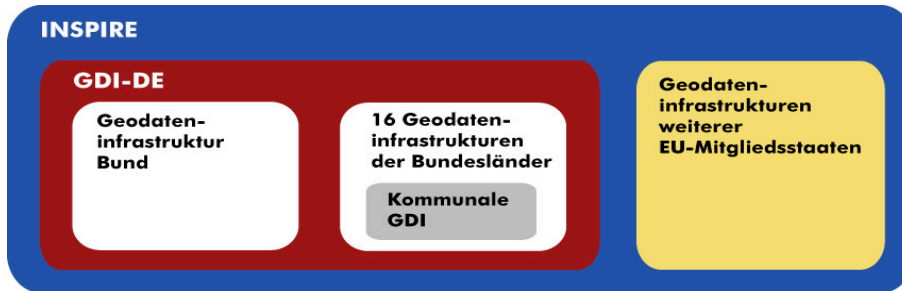 INSPIRE
GDI-DE
Geodaten-
infrastruktur
Bund
16 Geodaten-
infrastrukturen
der Bundesländer
Kommunale
GDI
Geodaten-
infrastrukturen
weiterer
EU-Mitgliedsstaaten